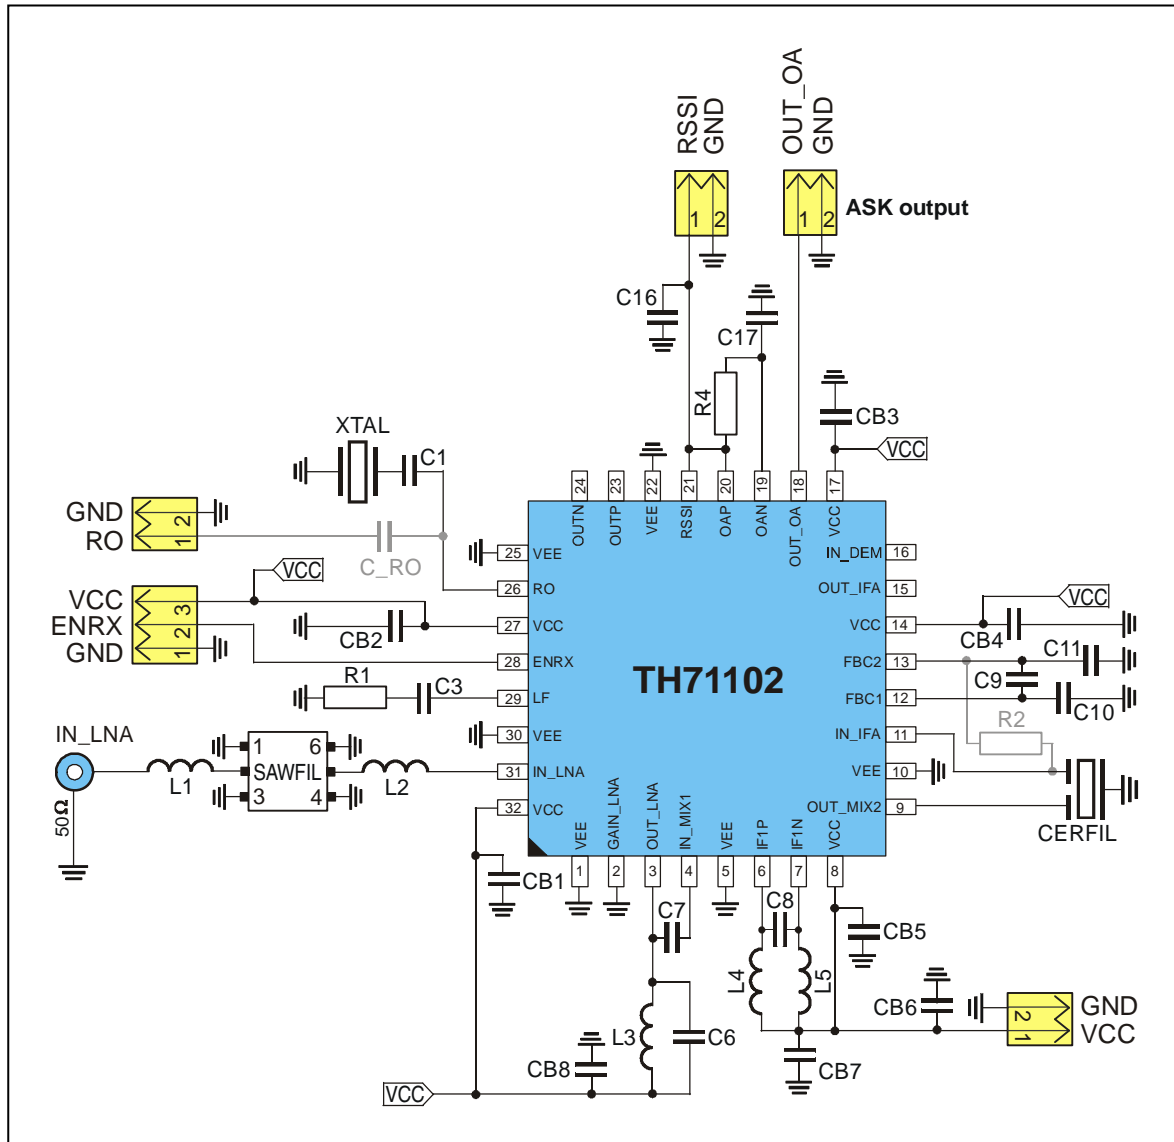 RSSI
GND
OUT_OA
GND
1 2
1 2
ASK output
C16
C17
R4
CB3
VCC
XTAL
C1
GND
RO
2
1
C_RO
VCC
VCC
ENRX
GND
3
2
1
CB2
R1
C3
IN_LNA
50Ω
L1
1 6
SAWFIL
3 4
L2
24 23 22 21 20 19 18 17
OUTN OUTP VEE RSSI OAP OAN OUT_OA VCC
25 VEE
26 RO
27 VCC
28 ENRX
29 LF
30 VEE
31 IN_LNA
32 VCC
TH71102
IN_DEM 16
OUT_IFA 15
VCC 14
FBC2 13
FBC1 12
IN_IFA 11
VEE 10
OUT_MIX2 9
VEE GAIN_LNA OUT_LNA IN_MIX1 VEE IF1P IF1N VCC
1 2 3 4 5 6 7 8
VCC
CB4
C11
C9
C10
R2
CERFIL
CB1
C7
C8
CB5
L4
L5
L3
C6
CB8
VCC
CB7
CB6
2
1
GND
VCC